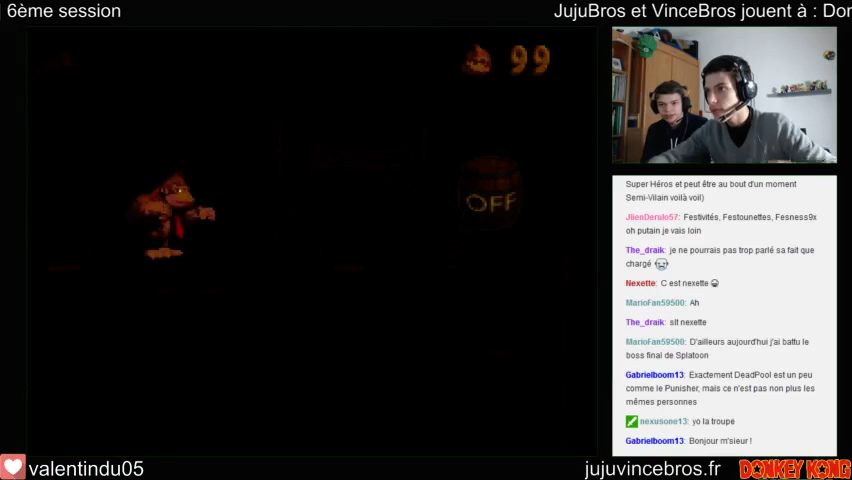 6ème session
JujuBros et VinceBros jouent à : Don
99
OFF
Super Héros et peut être au bout d'un moment
Semi-Vilain voilà voil)
JlienDerulo57: Festivités, Festounettes, Fesness9x
oh putain je vais loin
The_draik: je ne pourrais pas trop parlé sa fait que
chargé
Nexette: C est nexette
MarioFan59500: Ah
The_draik: slt nexette
MarioFan59500: D'ailleurs aujourd'hui j'ai battu le
boss final de Splatoon
Gabrielboom13: Exactement DeadPool est un peu
comme le Punisher, mais ce n'est pas non plus les
mêmes personnes
nexusone13: yo la troupe
Gabrielboom13: Bonjour m'sieur !
valentindu05
jujuvincebros.fr
DONKEY KONG